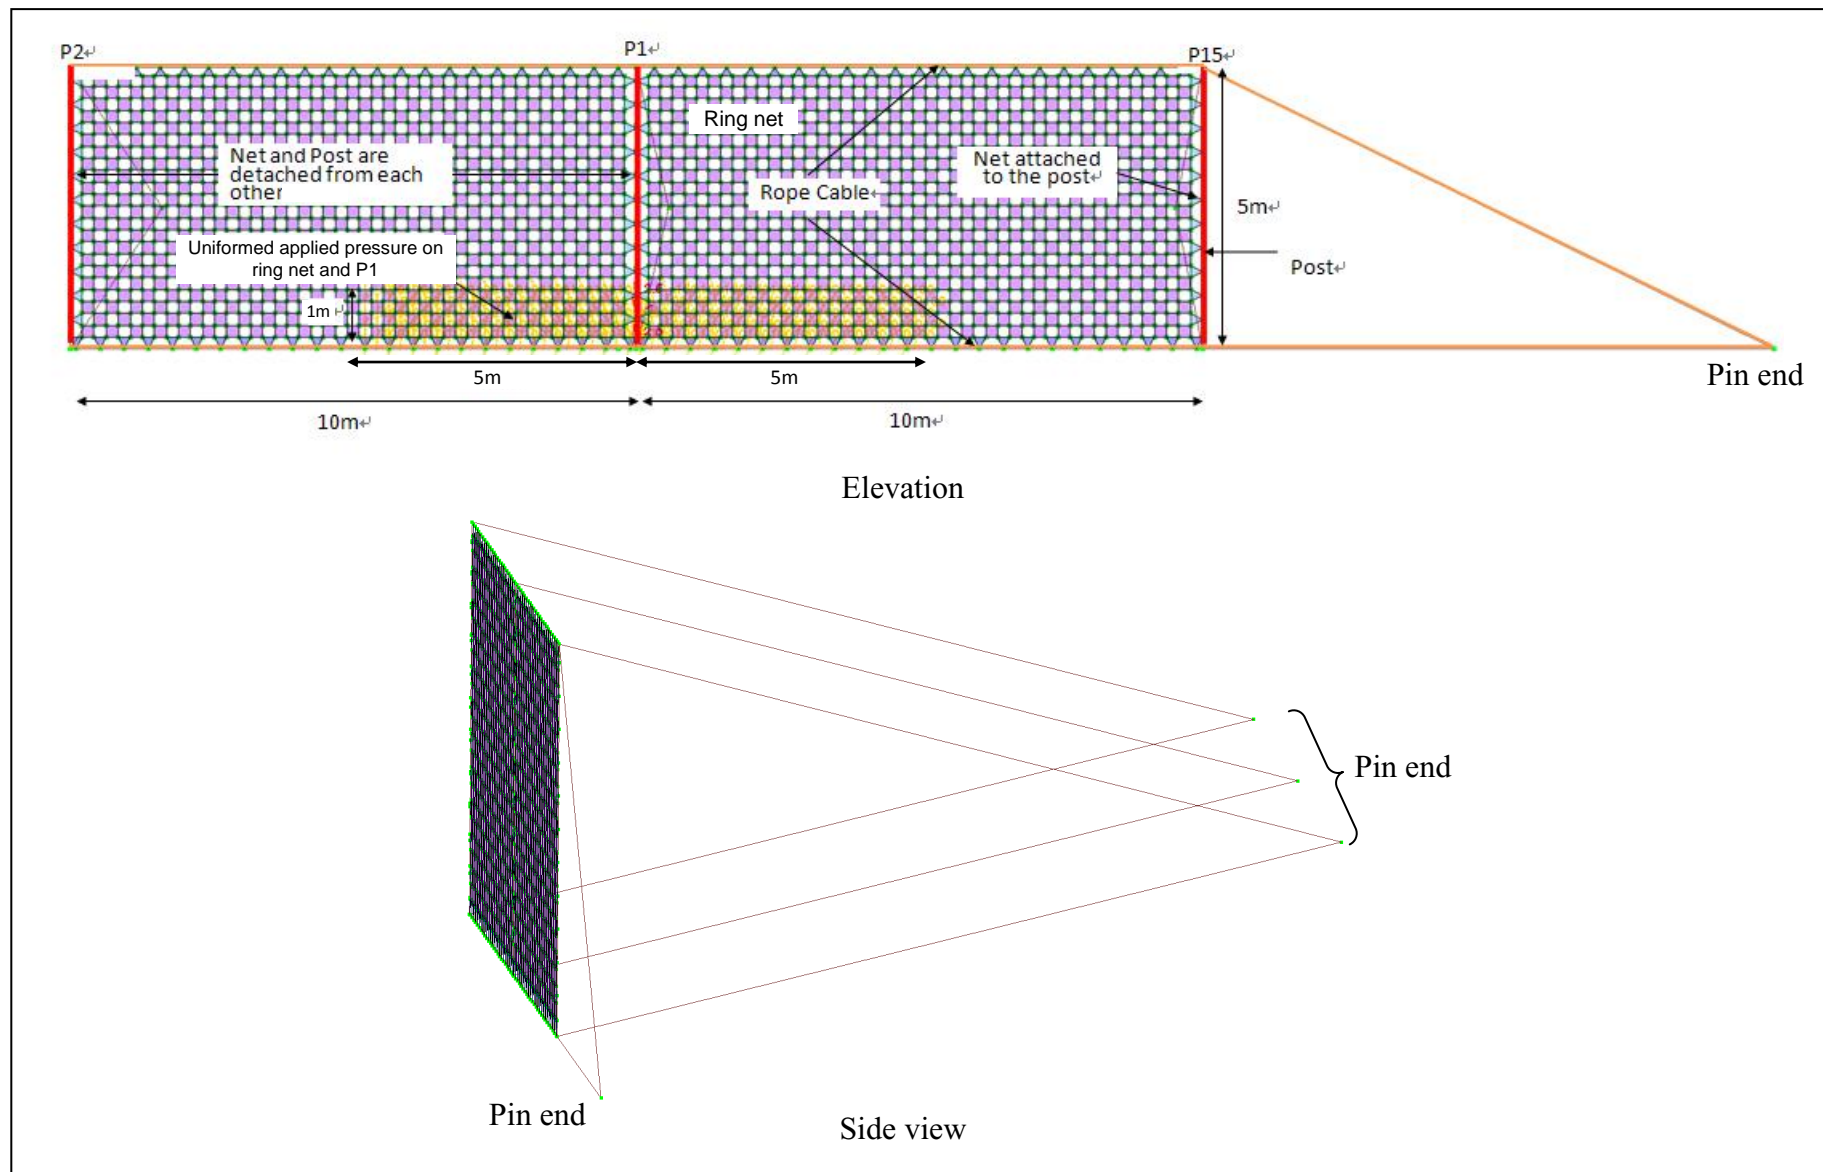 P2↵
P1↵
P15↵
Ring net
Net and Post are
detached from each
other
Net attached
to the post↵
Rope Cable↵
5m↵
Uniformed applied pressure on
ring net and P1
Post↵
1m ↵
5m
5m
Pin end
10m↵
10m↵
Elevation
Pin end
Pin end
Side view